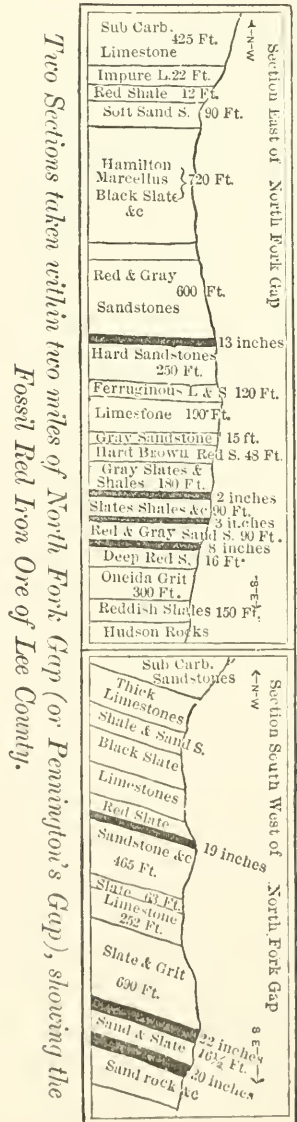 Section East of North Fork Gap
N-W
Sub Carb.
425 Ft.
Limestone
Impure L. 22 Ft.
Red Shale 12 Ft.
Soft Sand S. 90 Ft.
Hamilton
Marcellus 720 Ft.
Black Slate
&c
Red & Gray
600 Ft.
Sandstones
13 inches
Hard Sandstones
250 Ft.
Ferruginous L & S 120 Ft.
Limestone 190 Ft.
Gray Sandstone 15 ft.
Hard Brown Red S. 48 Ft.
Gray Slates &
Shales 180 Ft.
2 inches
Slates Shales &c 90 Ft.
3 inches
Red & Gray Sand S. 90 Ft.
8 inches
Deep Red S. 16 Ft.
Oneida Grit
300 Ft.
S-E
Reddish Shales 150 Ft.
Hudson Rocks
Section South West of North Fork Gap
N-W
Sub Carb.
Sandstones
Thick
Limestones
Shale & Sand S.
Black Slate
Limestones
Red Slate
19 inches
Sandstone &c
465 Ft.
Slate 63 Ft.
Limestone
252 Ft.
Slate & Grit
690 Ft.
S E
22 inches
Sand & Slate 16½ Ft.
20 inches
Sand rock &c
Two Sections taken within two miles of North Fork Gap (or Pennington's Gap), showing the
Fossil Red Iron Ore of Lee County.